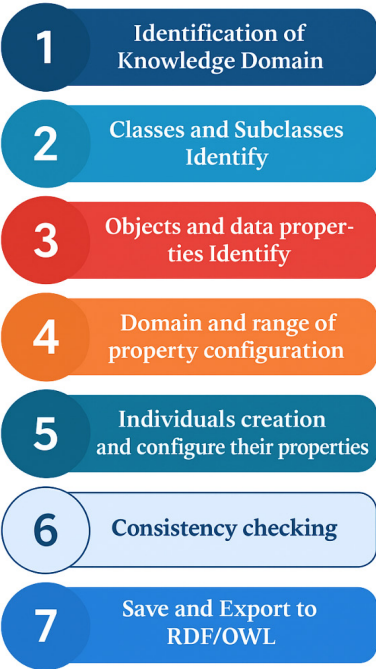 1
Identification of
Knowledge Domain
2
Classes and Subclasses
Identify
3
Objects and data proper-
ties Identify
4
Domain and range of
property configuration
5
Individuals creation
and configure their properties
6
Consistency checking
7
Save and Export to
RDF/OWL